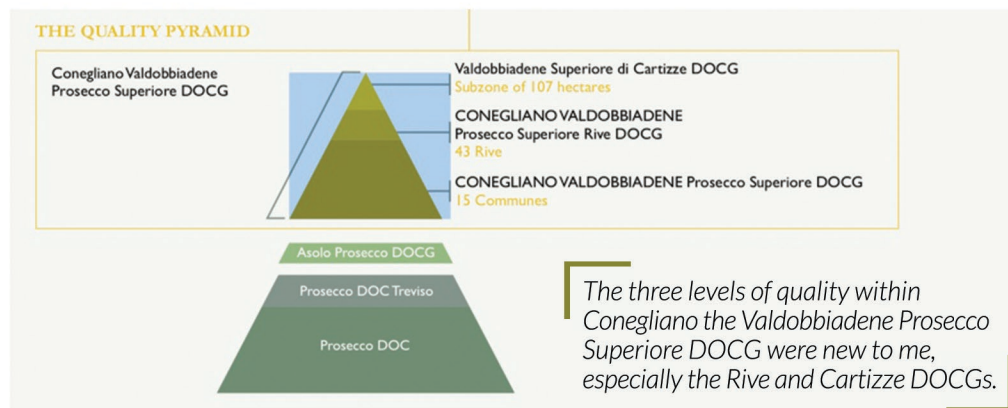 THE QUALITY PYRAMID
Conegliano Valdobbiadene
Prosecco Superiore DOCG
Valdobbiadene Superiore di Cartizze DOCG
Subzone of 107 hectares
CONEGLIANO VALDOBBIADENE
Prosecco Superiore Rive DOCG
43 Rive
CONEGLIANO VALDOBBIADENE Prosecco Superiore DOCG
15 Communes
Asolo Prosecco DOCG
Prosecco DOC Treviso
Prosecco DOC
The three levels of quality within
Conegliano the Valdobbiadene Prosecco
Superiore DOCG were new to me,
especially the Rive and Cartizze DOCGs.